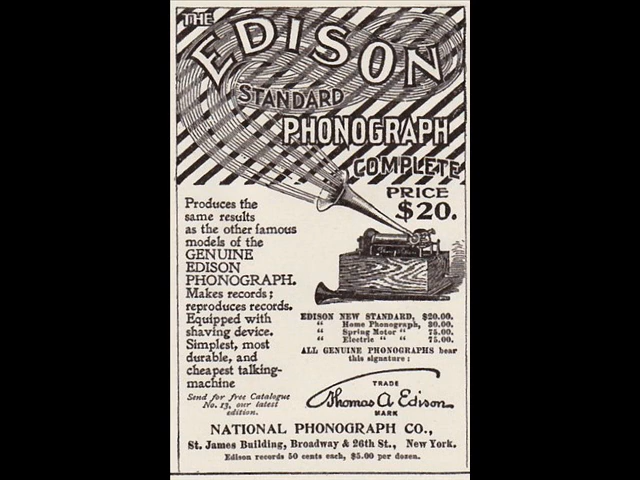 THE
EDISON
STANDARD
PHONOGRAPH
COMPLETE
PRICE
$20.
Produces the
same results
as the other famous
models of the
GENUINE
EDISON
PHONOGRAPH.
Makes records;
reproduces records.
Equipped with
shaving device.
Simplest, most
durable, and
cheapest talking-
machine
Send for free Catalogue
No. 13, our latest
edition.
EDISON NEW STANDARD, $20.00.
“ Home Phonograph, 30.00.
“ Spring Motor “ 75.00.
“ Electric “ “ 75.00.
ALL GENUINE PHONOGRAPHS bear
this signature:
TRADE
Thomas A Edison
MARK
NATIONAL PHONOGRAPH CO.,
St. James Building, Broadway & 26th St., New York.
Edison records 50 cents each, $5.00 per dozen.